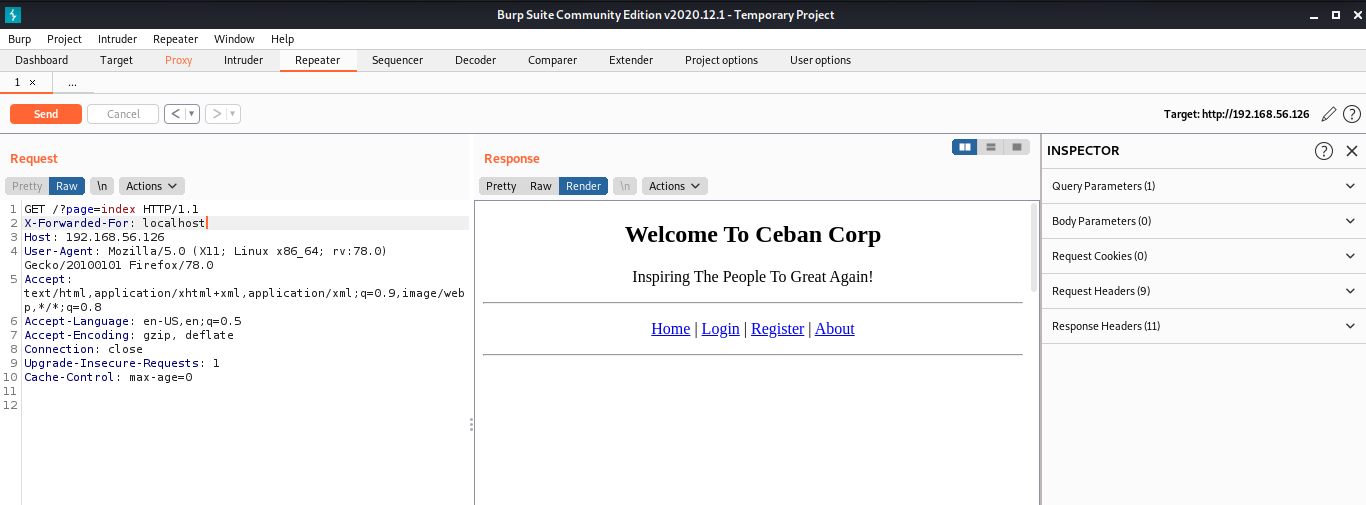 Burp Suite Community Edition v2020.12.1 - Temporary Project
Burp Project Intruder Repeater Window Help
Dashboard Target Proxy Intruder Repeater Sequencer Decoder Comparer Extender Project options User options
1 × ...
Send Cancel < > Target: http://192.168.56.126 ?
Request
Pretty Raw \n Actions
1 GET /?page=index HTTP/1.1
2 X-Forwarded-For: localhost
3 Host: 192.168.56.126
4 User-Agent: Mozilla/5.0 (X11; Linux x86_64; rv:78.0)
Gecko/20100101 Firefox/78.0
5 Accept:
text/html,application/xhtml+xml,application/xml;q=0.9,image/web
p,*/*;q=0.8
6 Accept-Language: en-US,en;q=0.5
7 Accept-Encoding: gzip, deflate
8 Connection: close
9 Upgrade-Insecure-Requests: 1
10 Cache-Control: max-age=0
11
12
Response
Pretty Raw Render \n Actions
Welcome To Ceban Corp
Inspiring The People To Great Again!
Home | Login | Register | About
INSPECTOR ?
Query Parameters (1)
Body Parameters (0)
Request Cookies (0)
Request Headers (9)
Response Headers (11)